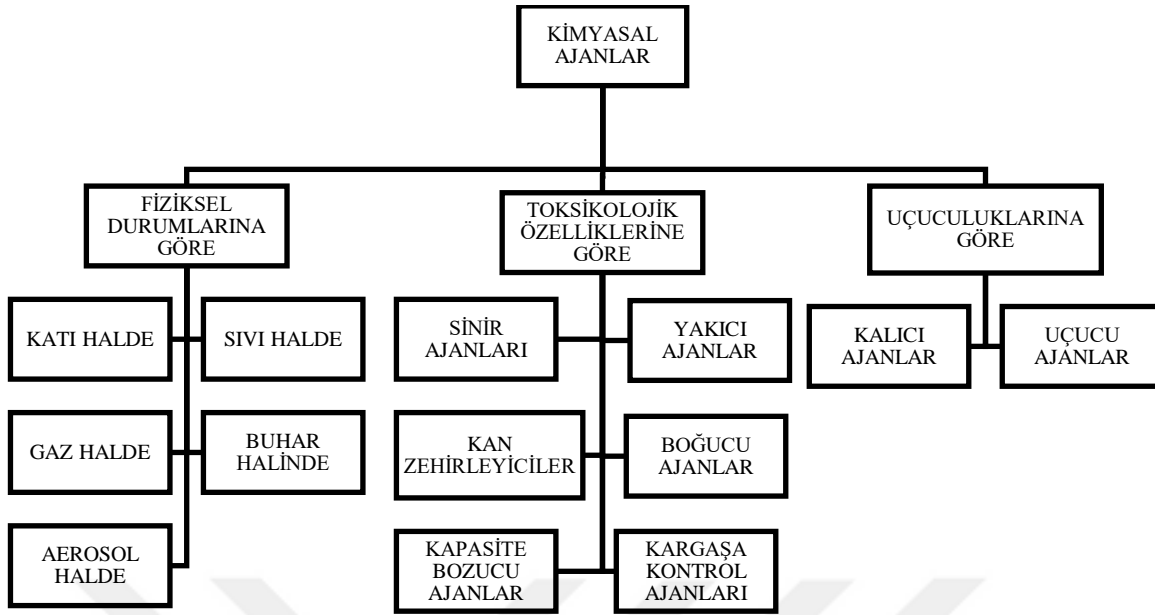 KİMYASAL
AJANLAR
FİZİKSEL
DURUMLARINA
GÖRE
TOKSİKOLOJİK
ÖZELLİKLERİNE
GÖRE
UÇUCULUKLARINA
GÖRE
KATI HALDE
SIVI HALDE
GAZ HALDE
BUHAR
HALİNDE
AEROSOL
HALDE
SİNİR
AJANLARI
YAKICI
AJANLAR
KAN
ZEHİRLEYİCİLER
BOĞUCU
AJANLAR
KAPASİTE
BOZUCU
AJANLAR
KARGAŞA
KONTROL
AJANLARI
KALICI
AJANLAR
UÇUCU
AJANLAR